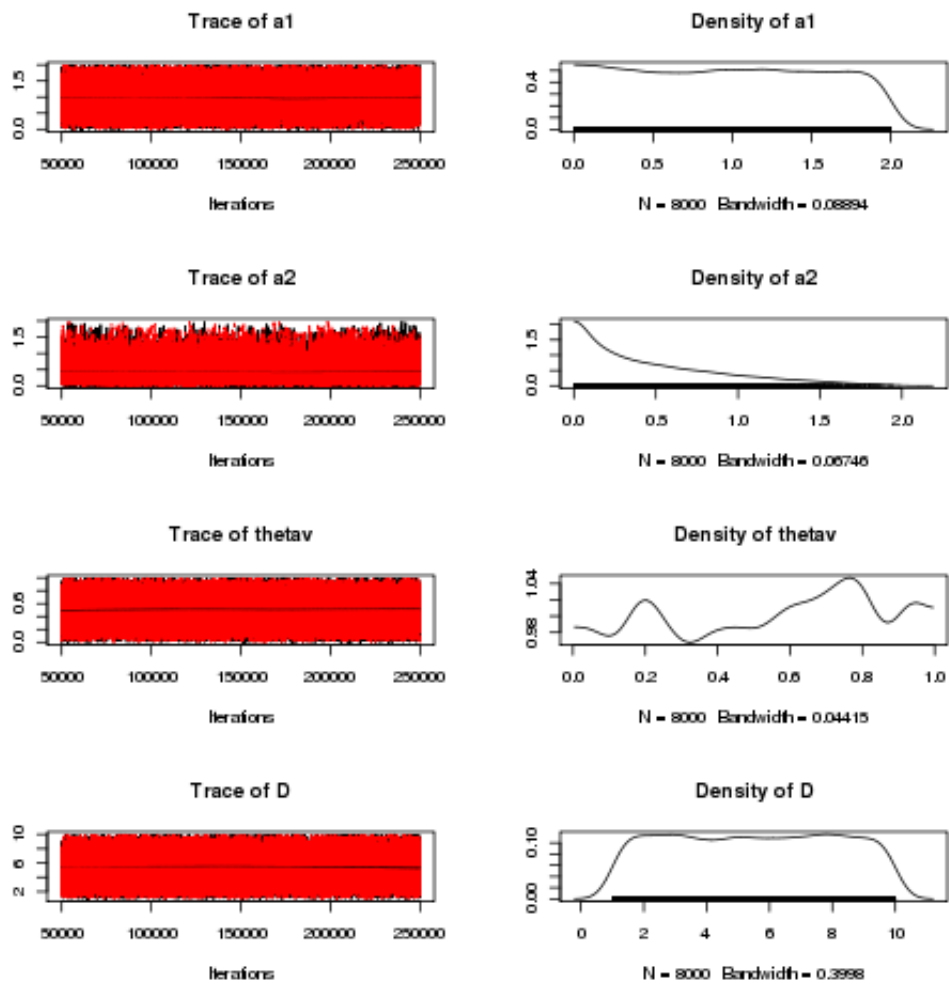 Trace of a1
Density of a1
0.0 1.5
0.4 0.0
50000 100000 150000 200000 250000
0.0 0.5 1.0 1.5 2.0
Iterations
N = 8000 Bandwidth = 0.08894
Trace of a2
Density of a2
0.0 1.5
0.0 1.5
50000 100000 150000 200000 250000
0.0 0.5 1.0 1.5 2.0
Iterations
N = 8000 Bandwidth = 0.06746
Trace of thetav
Density of thetav
0.0 0.6
0.98 1.04
50000 100000 150000 200000 250000
0.0 0.2 0.4 0.6 0.8 1.0
Iterations
N = 8000 Bandwidth = 0.04415
Trace of D
Density of D
2 6 10
0.00 0.10
50000 100000 150000 200000 250000
0 2 4 6 8 10
Iterations
N = 8000 Bandwidth = 0.3998